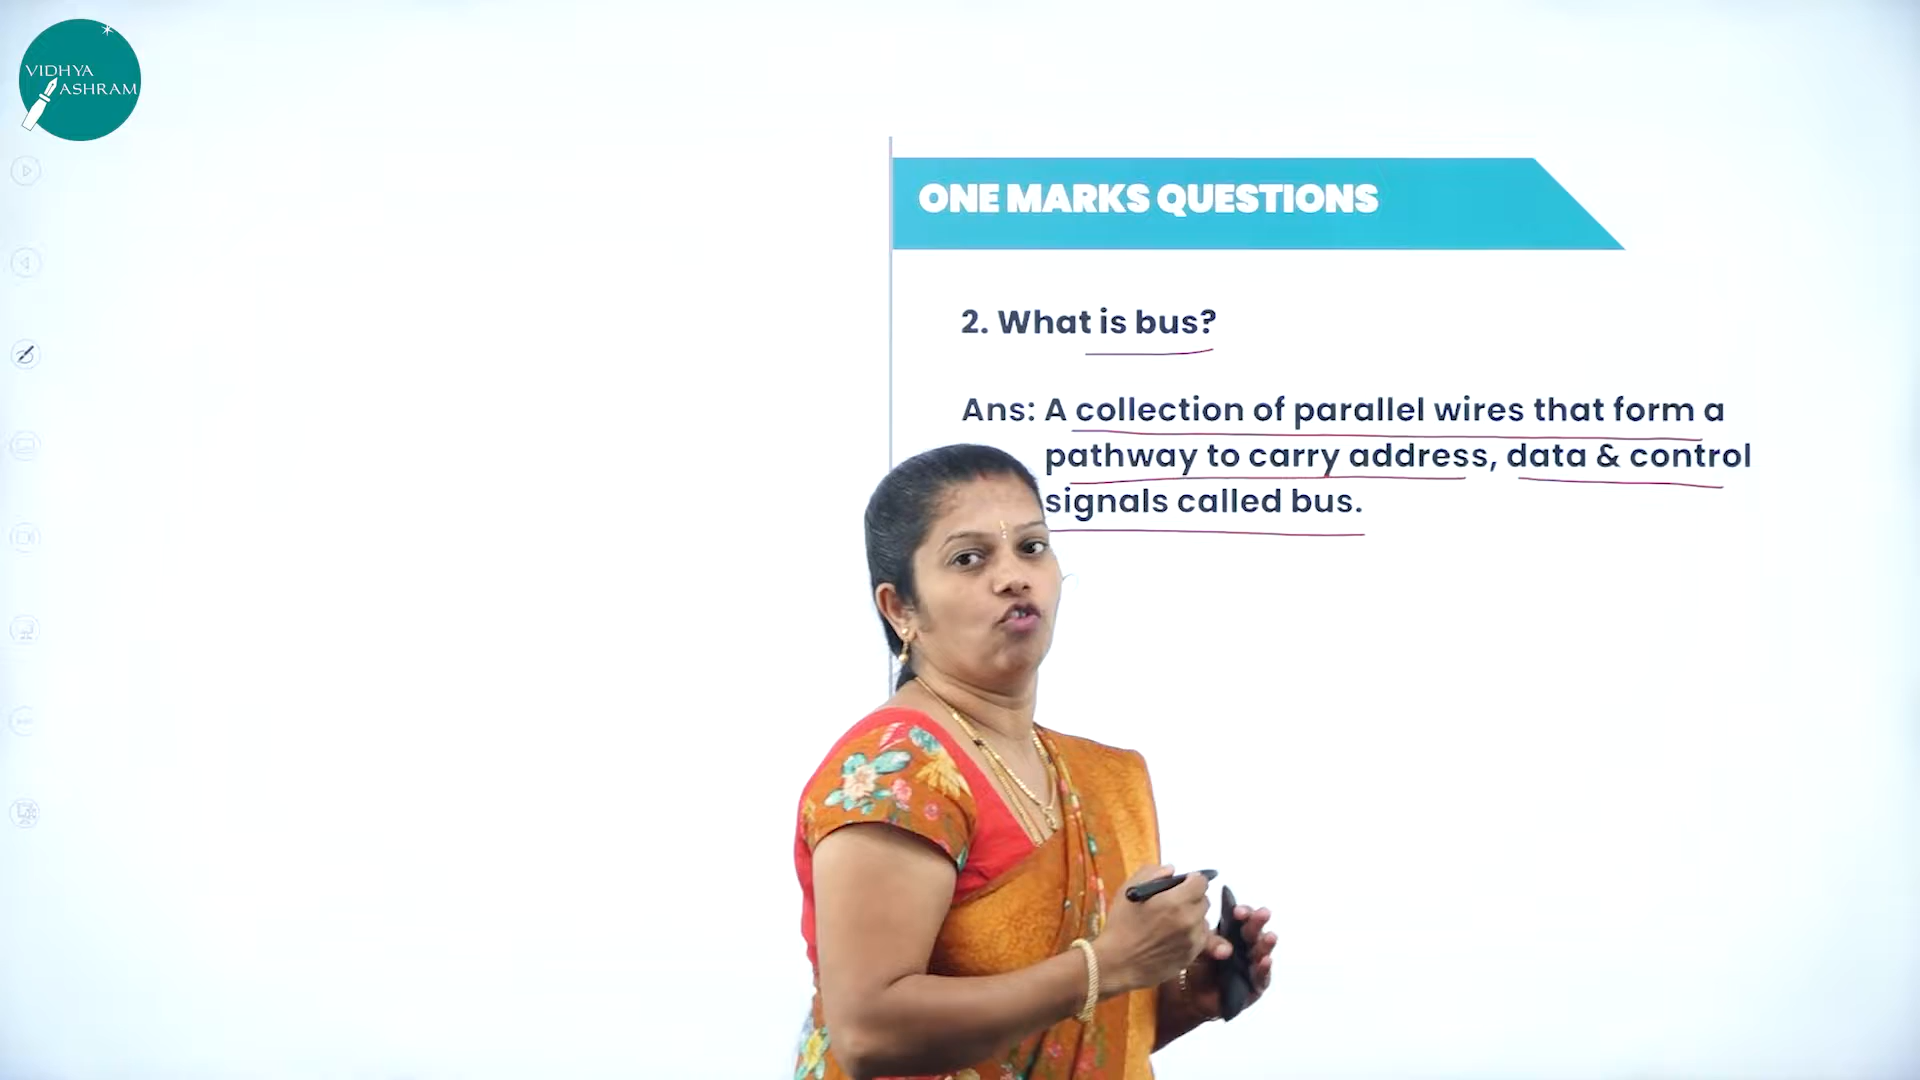 VIDHYA
ASHRAM
ONE MARKS QUESTIONS
2. What is bus?
Ans: A collection of parallel wires that form a
pathway to carry address, data & control
signals called bus.